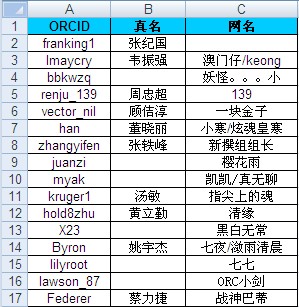 A B C
1 ORCID 真名 网名
2 franking1 张纪国
3 lmaycry 韦振强 澳门仔/keong
4 bbkwzq 妖怪。。。小
5 renju_139 周忠超 139
6 vector_nil 顾佶淳 一块金子
7 han 董晓丽 小寒/炫魂皇寒
8 zhangyifen 张轶峰 新撰组组长
9 juanzi 樱花雨
10 myak 凯凯/真无聊
11 kruger1 汤敏 指尖上的魂
12 hold8zhu 黄立勤 清缘
13 X23 黑白无常
14 Byron 姚宇杰 七夜/潋雨清晨
15 lilyroot 七七
16 lawson_87 ORC小剑
17 Federer 蔡力捷 战神巴蒂